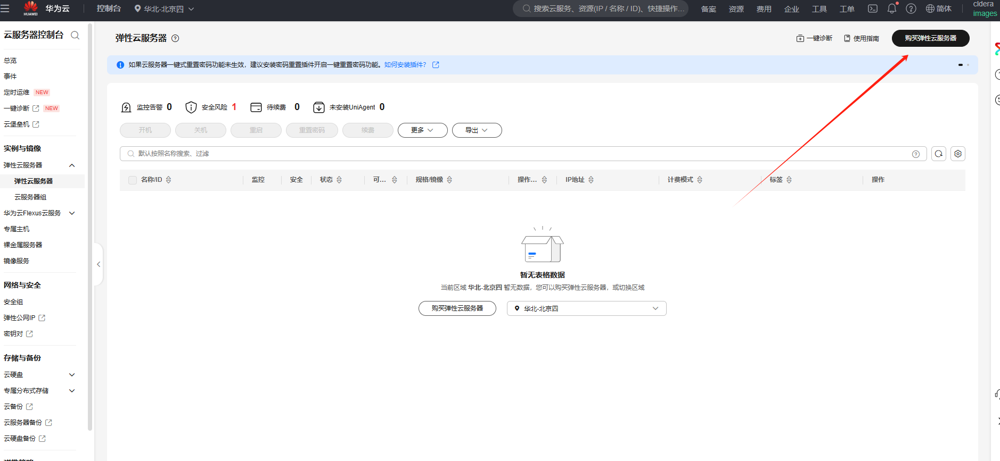 HUAWEI
华为云
控制台
华北-北京四
搜索云服务、资源(IP / 名称 / ID)、快捷操作...
备案
资源
费用
企业
工具
工单
简体
cldera
images
云服务器控制台
总览
事件
定时运维 NEW
一键诊断 NEW
云堡垒机
实例与镜像
弹性云服务器
弹性云服务器
云服务器组
华为云Flexus云服务
专属主机
裸金属服务器
镜像服务
网络与安全
安全组
弹性公网IP
密钥对
存储与备份
云硬盘
专属分布式存储
云备份
云服务器备份
云硬盘备份
弹性云服务器
一键诊断
使用指南
购买弹性云服务器
如果云服务器一键式重置密码功能未生效，建议安装密码重置插件开启一键重置密码功能。如何安装插件？
监控告警 0
安全风险 1
待续费 0
未安装UniAgent 0
开机
关机
重启
重置密码
续费
更多
导出
默认按照名称搜索、过滤
名称/ID
监控
安全
状态
可...
规格/镜像
操作...
IP地址
计费模式
标签
操作
暂无表格数据
当前区域 华北-北京四 暂无数据，您可以购买弹性云服务器，或切换区域
购买弹性云服务器
华北-北京四